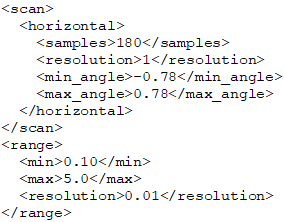 <scan>
  <horizontal>
    <samples>180</samples>
    <resolution>1</resolution>
    <min_angle>-0.78</min_angle>
    <max_angle>0.78</max_angle>
  </horizontal>
</scan>
<range>
  <min>0.10</min>
  <max>5.0</max>
  <resolution>0.01</resolution>
</range>